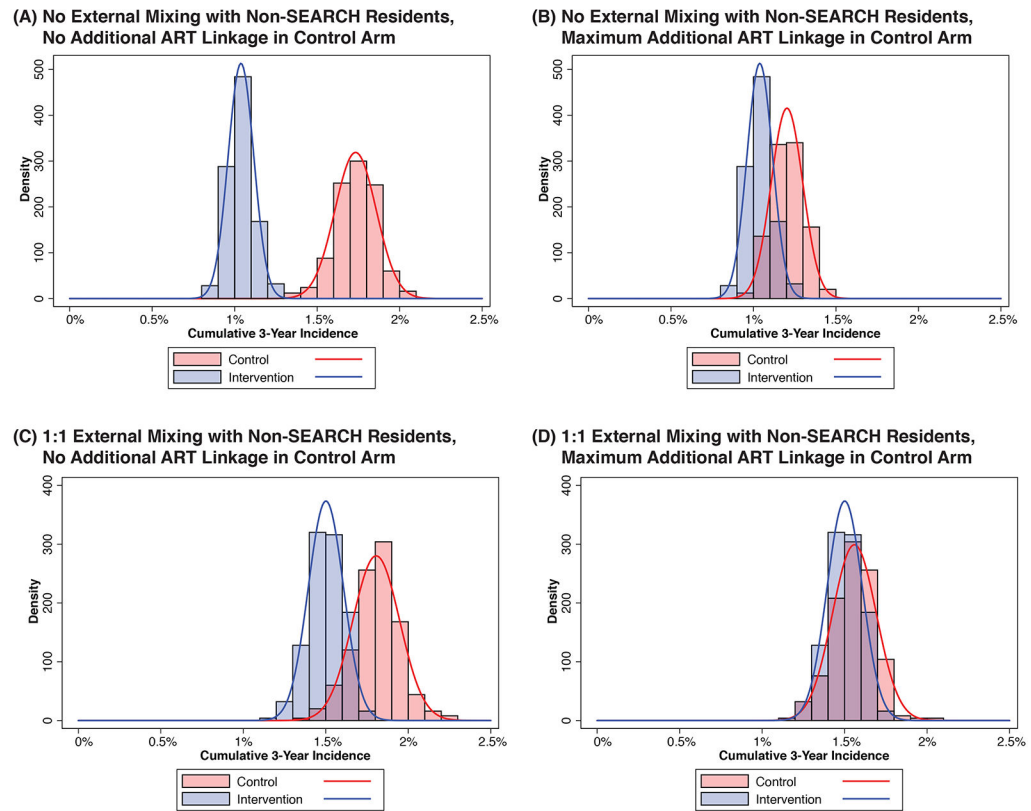 (A) No External Mixing with Non-SEARCH Residents,
No Additional ART Linkage in Control Arm
500
400
300
200
100
0
Density
0%
0.5%
1%
1.5%
2%
2.5%
Cumulative 3-Year Incidence
Control
Intervention
(B) No External Mixing with Non-SEARCH Residents,
Maximum Additional ART Linkage in Control Arm
500
400
300
200
100
0
Density
0%
0.5%
1%
1.5%
2%
2.5%
Cumulative 3-Year Incidence
Control
Intervention
(C) 1:1 External Mixing with Non-SEARCH Residents,
No Additional ART Linkage in Control Arm
400
300
200
100
0
Density
0%
0.5%
1%
1.5%
2%
2.5%
Cumulative 3-Year Incidence
Control
Intervention
(D) 1:1 External Mixing with Non-SEARCH Residents,
Maximum Additional ART Linkage in Control Arm
400
300
200
100
0
Density
0%
0.5%
1%
1.5%
2%
2.5%
Cumulative 3-Year Incidence
Control
Intervention